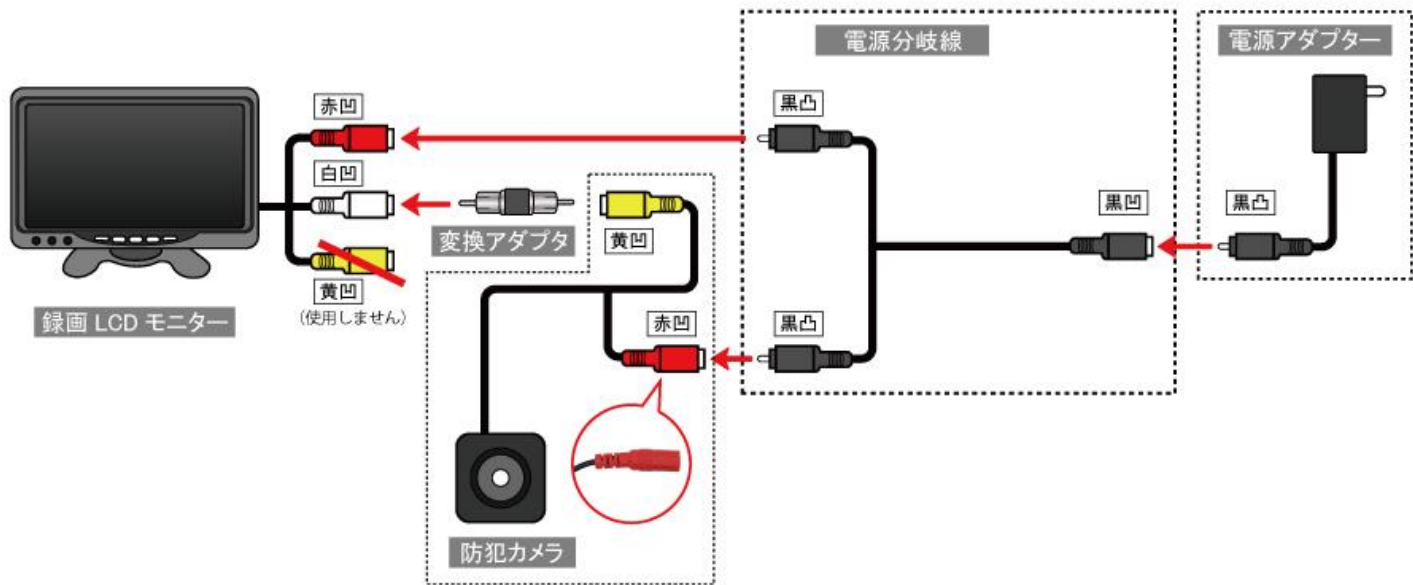 電源分岐線
電源アダプター
赤凹
黒凸
白凹
変換アダプタ
黄凹
黒凹
黒凸
黄凹
(使用しません)
録画 LCD モニター
赤凹
黒凸
防犯カメラ